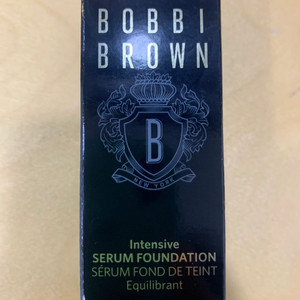 BOBBI
BROWN
B
NEW YORK
Intensive
SERUM FOUNDATION
SÉRUM FOND DE TEINT
Equilibrant